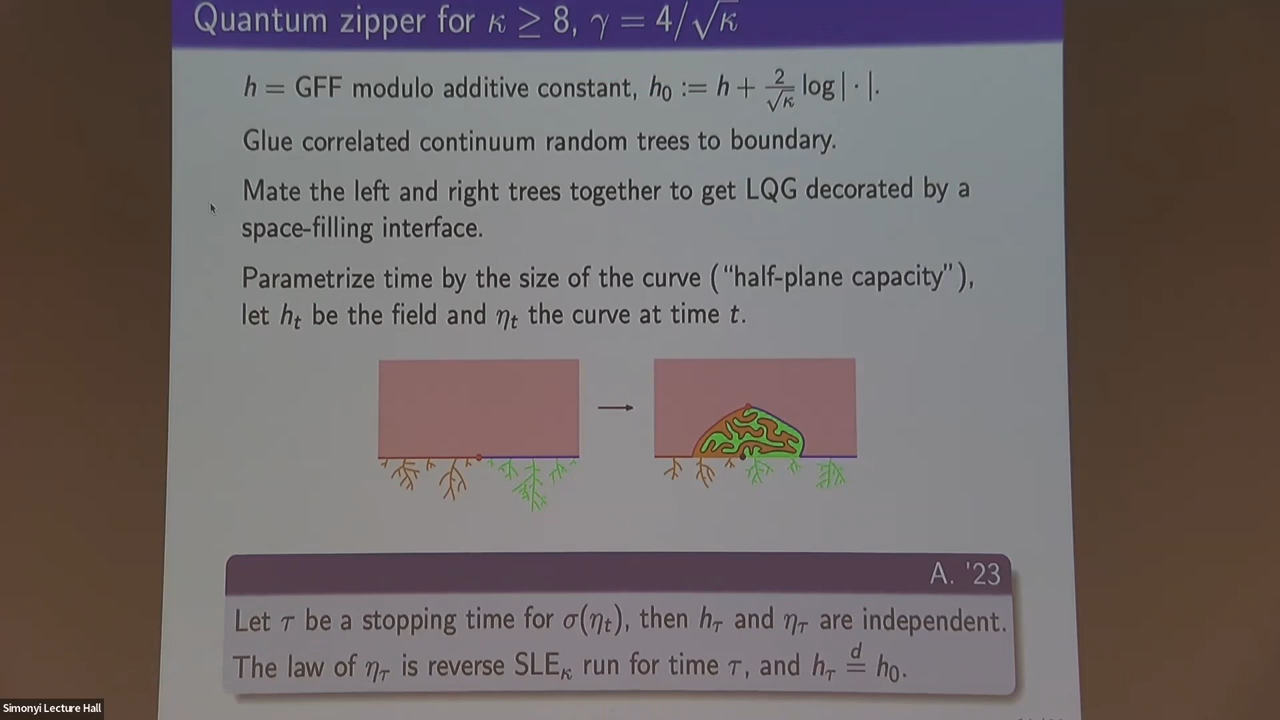 Quantum zipper for κ ≥ 8, γ = 4/√κ
h = GFF modulo additive constant, h₀ := h + 2/√κ log| · |.
Glue correlated continuum random trees to boundary.
Mate the left and right trees together to get LQG decorated by a
space-filling interface.
Parametrize time by the size of the curve (“half-plane capacity”),
let hₜ be the field and ηₜ the curve at time t.
A. '23
Let τ be a stopping time for σ(ηₜ), then h_τ and η_τ are independent.
The law of η_τ is reverse SLE_κ run for time τ, and h_τ =ᵈ h₀.
Simonyi Lecture Hall